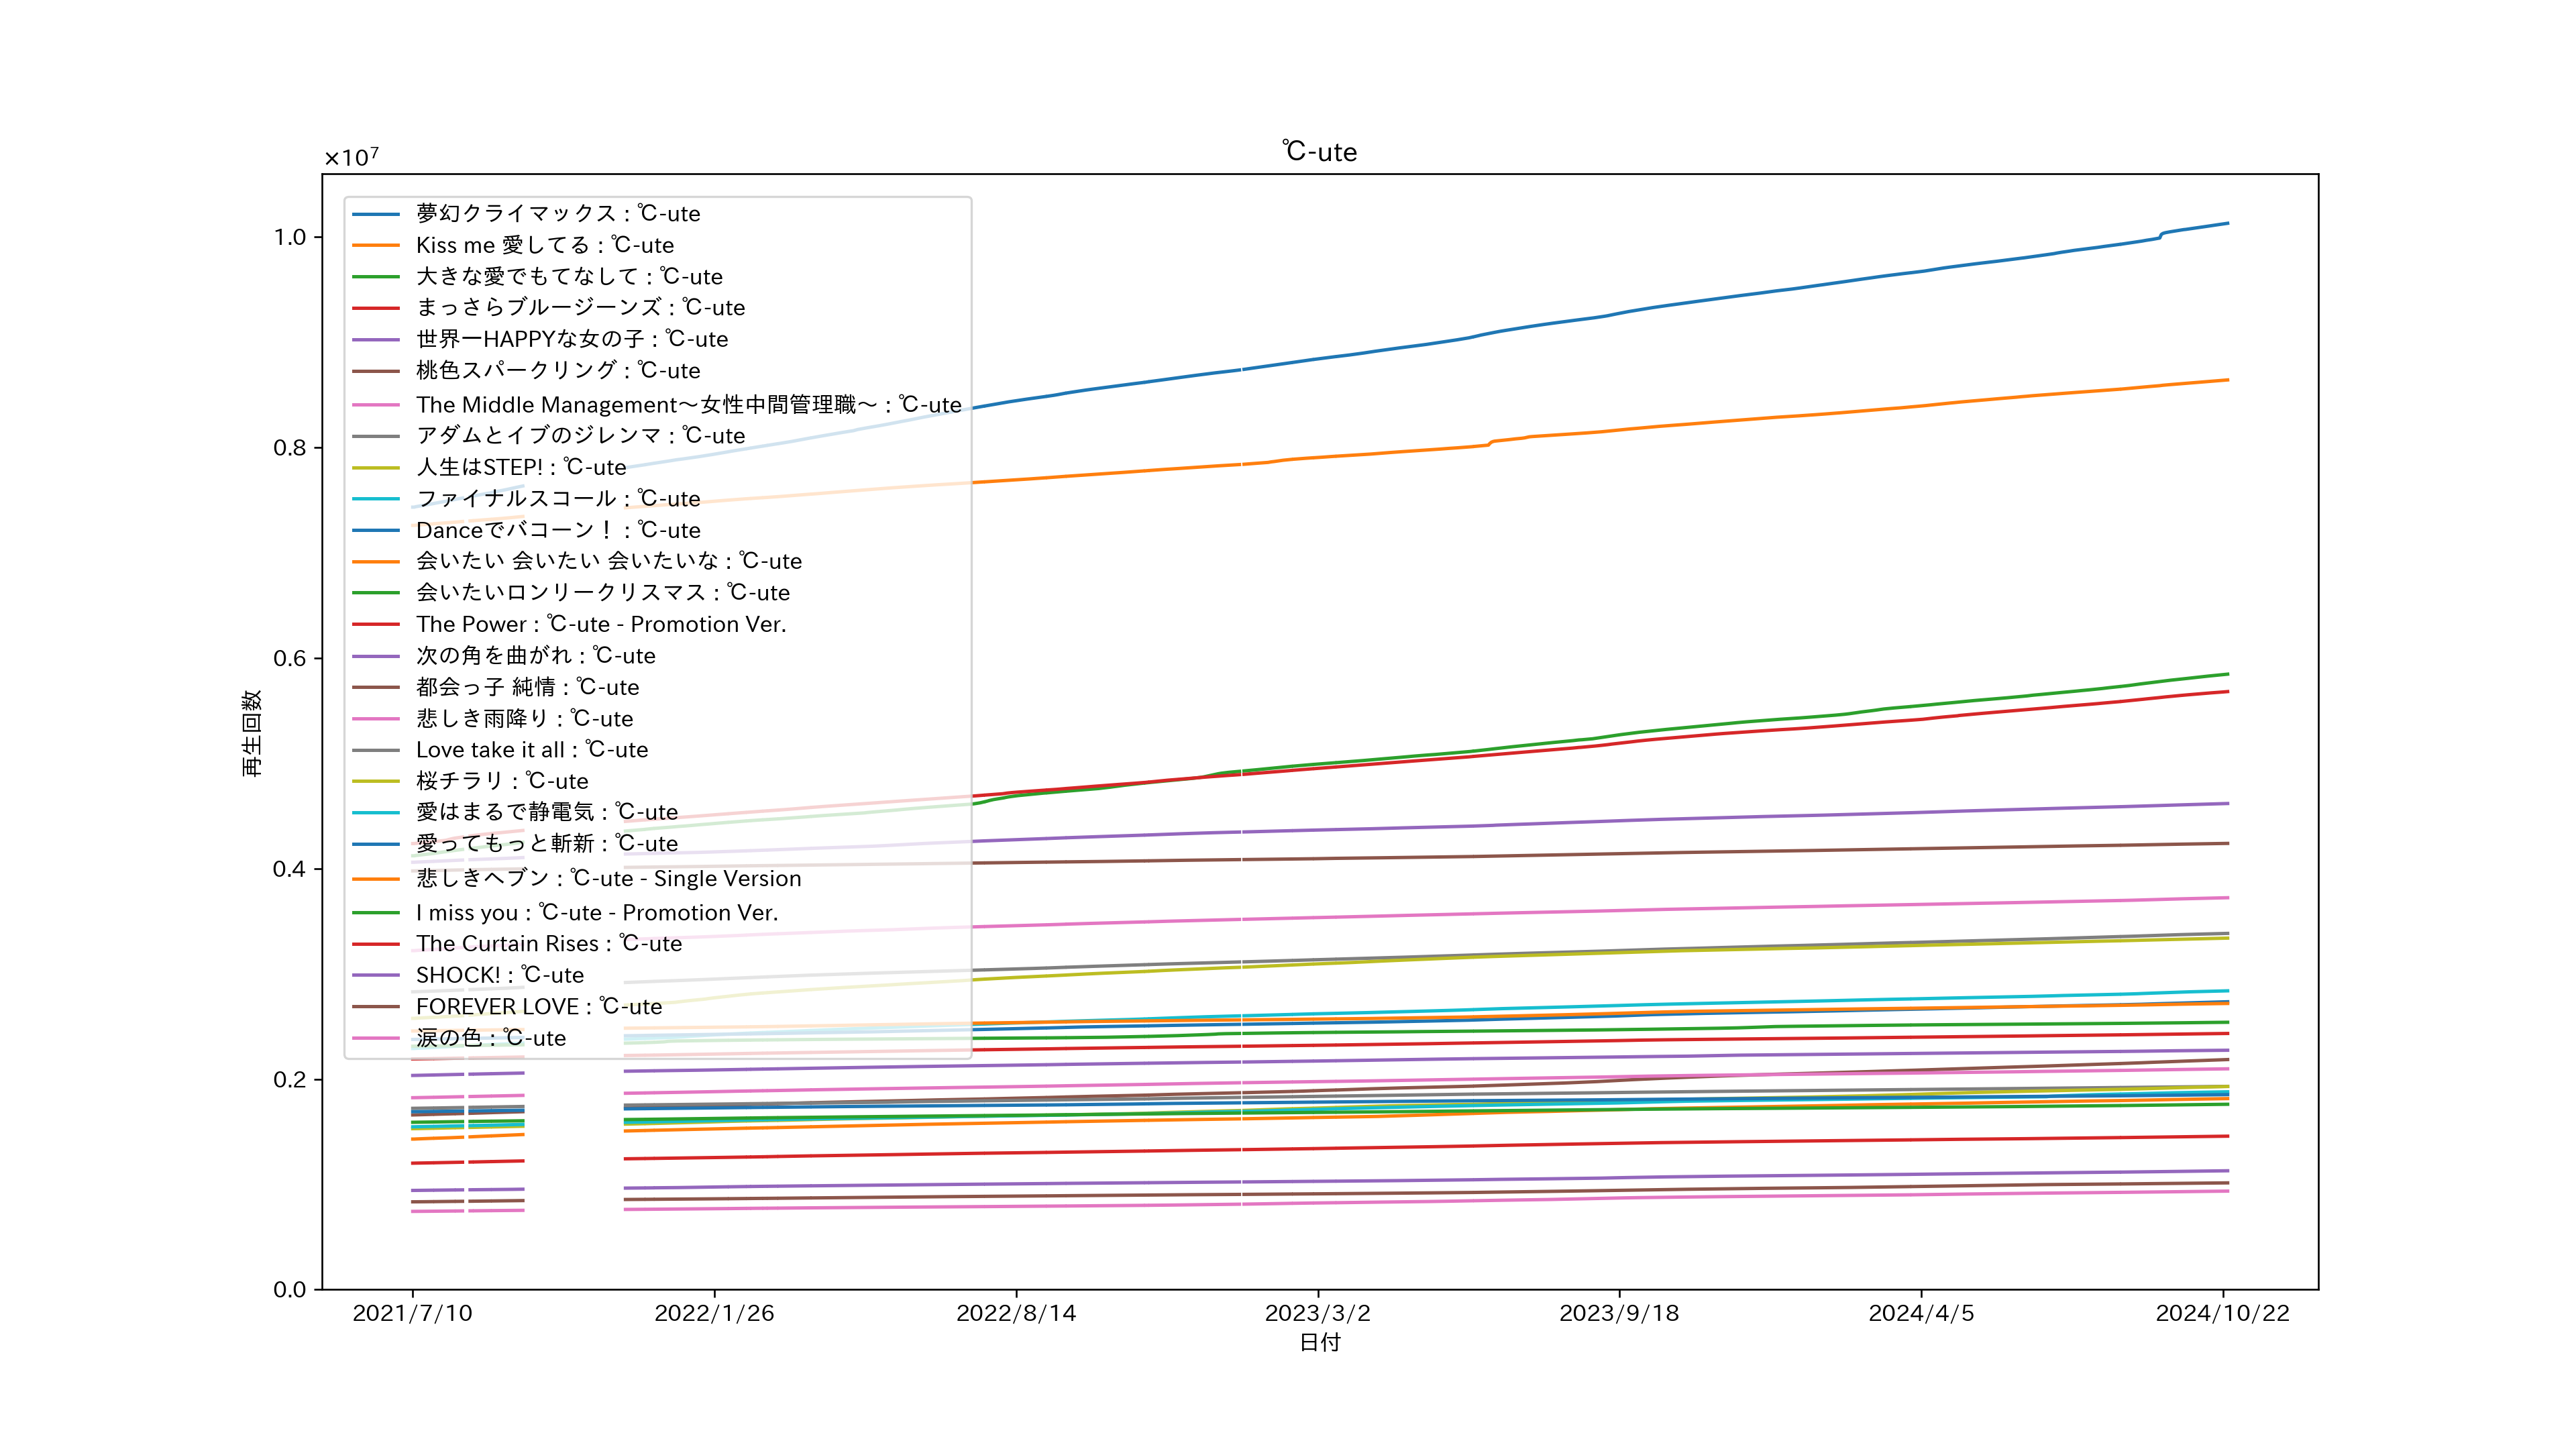 ℃-ute
×10⁷
1.0
0.8
0.6
0.4
0.2
0.0
再生回数
夢幻クライマックス : ℃-ute
Kiss me 愛してる : ℃-ute
大きな愛でもてなして : ℃-ute
まっさらブルージーンズ : ℃-ute
世界一HAPPYな女の子 : ℃-ute
桃色スパークリング : ℃-ute
The Middle Management～女性中間管理職～ : ℃-ute
アダムとイブのジレンマ : ℃-ute
人生はSTEP! : ℃-ute
ファイナルスコール : ℃-ute
Danceでバコーン！ : ℃-ute
会いたい 会いたい 会いたいな : ℃-ute
会いたいロンリークリスマス : ℃-ute
The Power : ℃-ute - Promotion Ver.
次の角を曲がれ : ℃-ute
都会っ子 純情 : ℃-ute
悲しき雨降り : ℃-ute
Love take it all : ℃-ute
桜チラリ : ℃-ute
愛はまるで静電気 : ℃-ute
愛ってもっと斬新 : ℃-ute
悲しきヘブン : ℃-ute - Single Version
I miss you : ℃-ute - Promotion Ver.
The Curtain Rises : ℃-ute
SHOCK! : ℃-ute
FOREVER LOVE : ℃-ute
涙の色 : ℃-ute
2021/7/10 2022/1/26 2022/8/14 2023/3/2 2023/9/18 2024/4/5 2024/10/22
日付